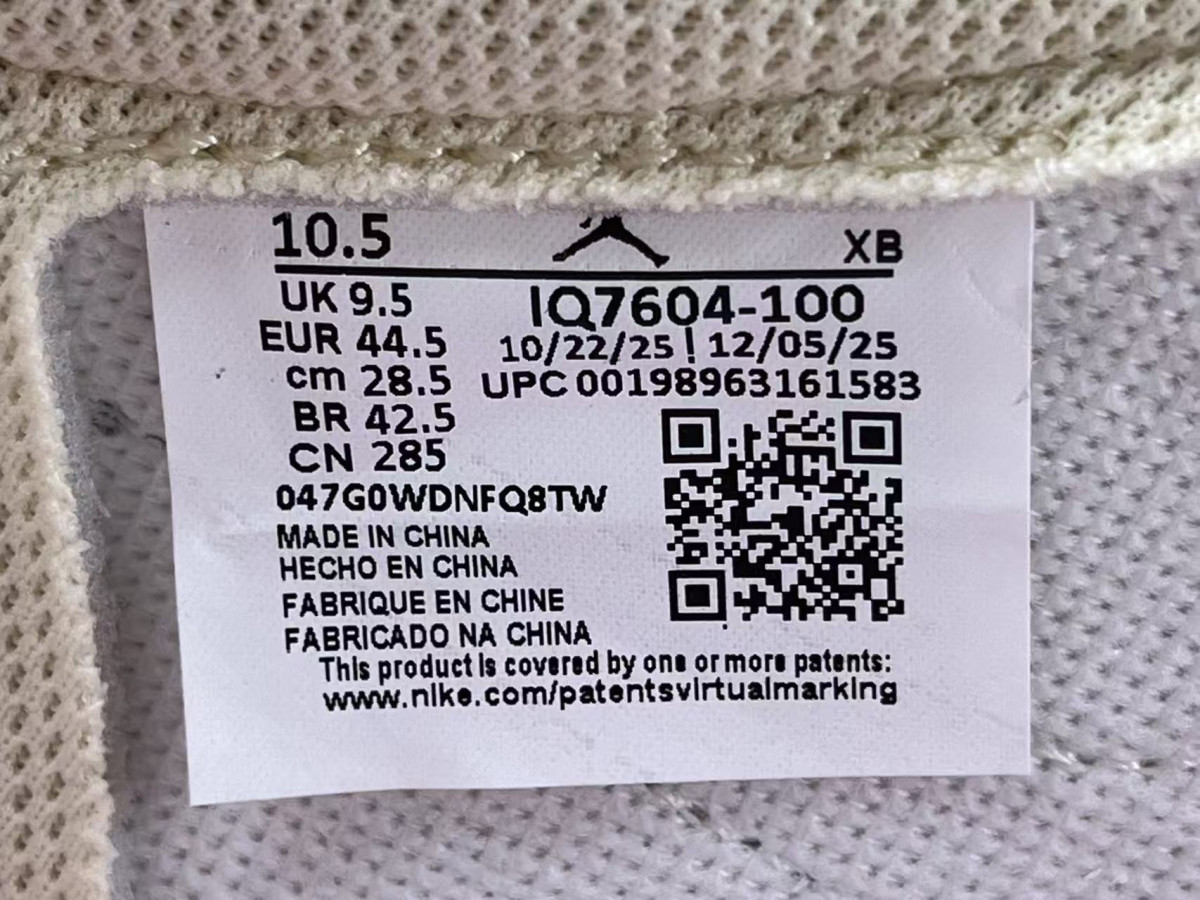 10.5 XB
UK 9.5 IQ7604-100
EUR 44.5 10/22/25 ! 12/05/25
cm 28.5 UPC 00198963161583
BR 42.5
CN 285
047G0WDNFQ8TW
MADE IN CHINA
HECHO EN CHINA
FABRIQUE EN CHINE
FABRICADO NA CHINA
This product is covered by one or more patents:
www.nike.com/patentsvirtualmarking